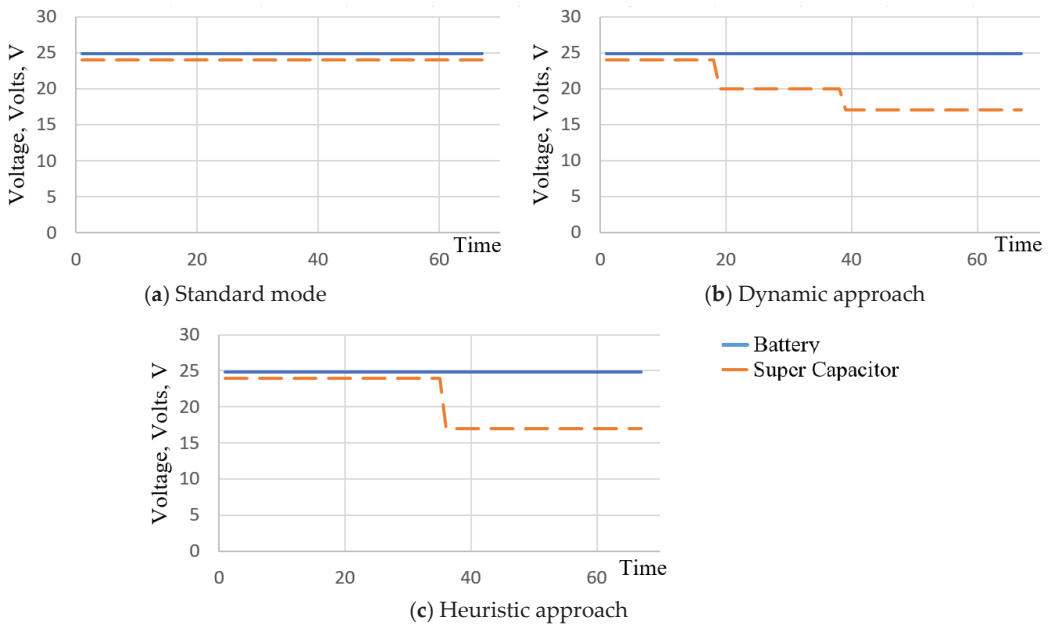 Voltage, Volts, V
30
25
20
15
10
5
0
0 20 40 60
Time
(a) Standard mode
Voltage, Volts, V
30
25
20
15
10
5
0
0 20 40 60
Time
(b) Dynamic approach
Voltage, Volts, V
30
25
20
15
10
5
0
0 20 40 60
Time
Battery
Super Capacitor
(c) Heuristic approach